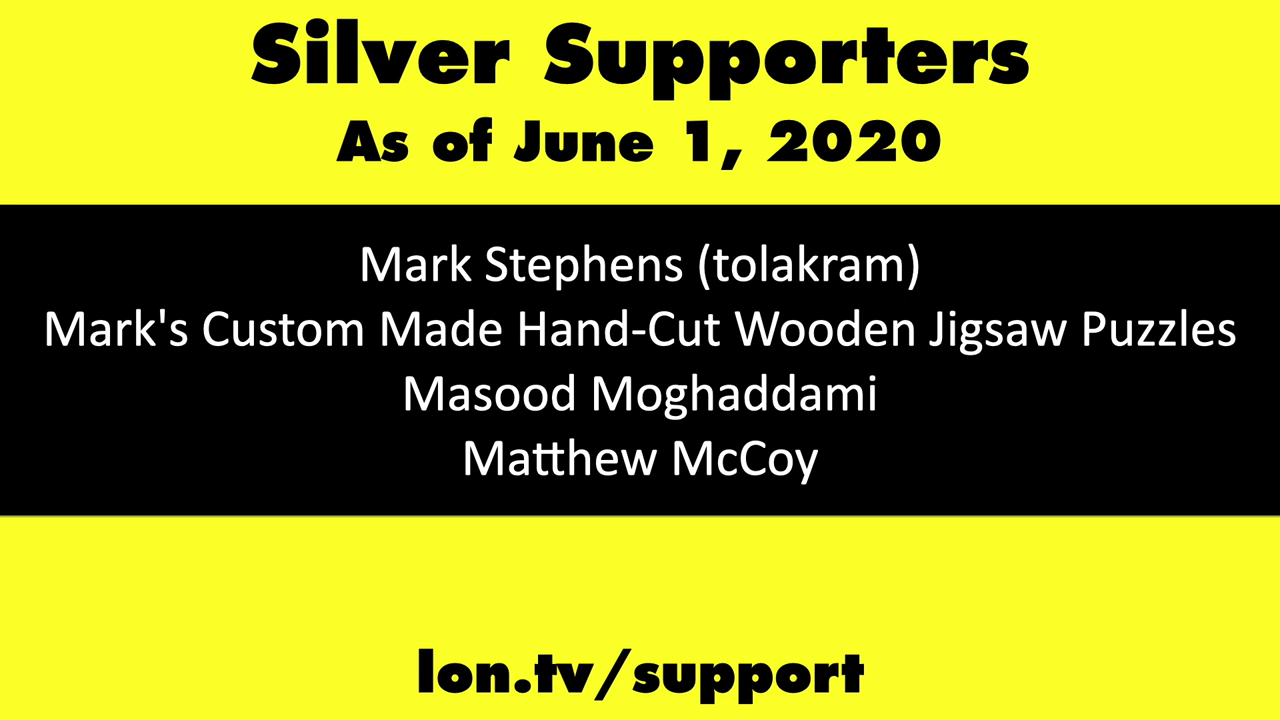 Silver Supporters
As of June 1, 2020
Mark Stephens (tolakram)
Mark's Custom Made Hand-Cut Wooden Jigsaw Puzzles
Masood Moghaddami
Matthew McCoy
lon.tv/support